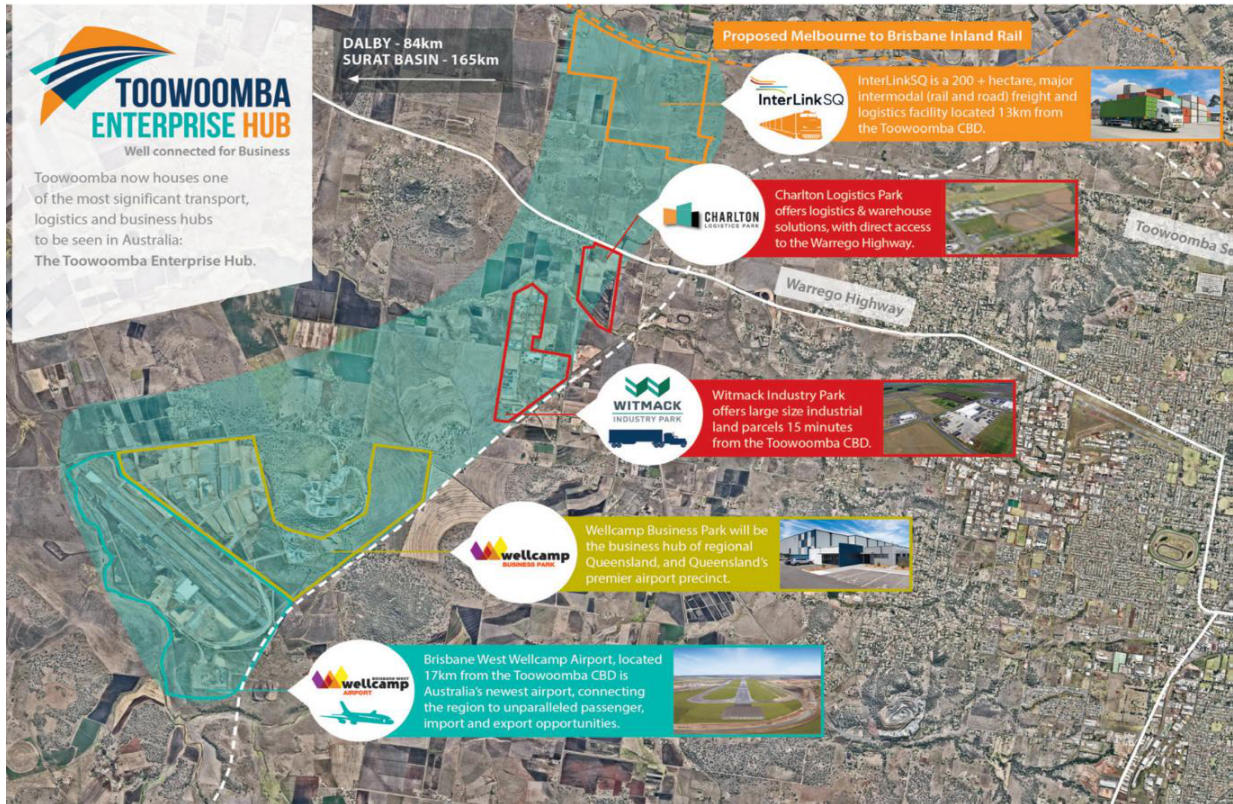 TOOWOOMBA
ENTERPRISE HUB
Well connected for Business
Toowoomba now houses one
of the most significant transport,
logistics and business hubs
to be seen in Australia:
The Toowoomba Enterprise Hub.
DALBY - 84km
SURAT BASIN - 165km
Proposed Melbourne to Brisbane Inland Rail
InterLinkSQ
InterLinkSQ is a 200 + hectare, major
intermodal (rail and road) freight and
logistics facility located 13km from
the Toowoomba CBD.
CHARLTON
LOGISTICS PARK
Charlton Logistics Park
offers logistics & warehouse
solutions, with direct access
to the Warrego Highway.
Toowoomba Se
Warrego Highway
WITMACK
INDUSTRY PARK
Witmack Industry Park
offers large size industrial
land parcels 15 minutes
from the Toowoomba CBD.
wellcamp
BUSINESS PARK
Wellcamp Business Park will be
the business hub of regional
Queensland, and Queensland's
premier airport precinct.
BRISBANE WEST
wellcamp
AIRPORT
Brisbane West Wellcamp Airport, located
17km from the Toowoomba CBD is
Australia's newest airport, connecting
the region to unparalleled passenger,
import and export opportunities.